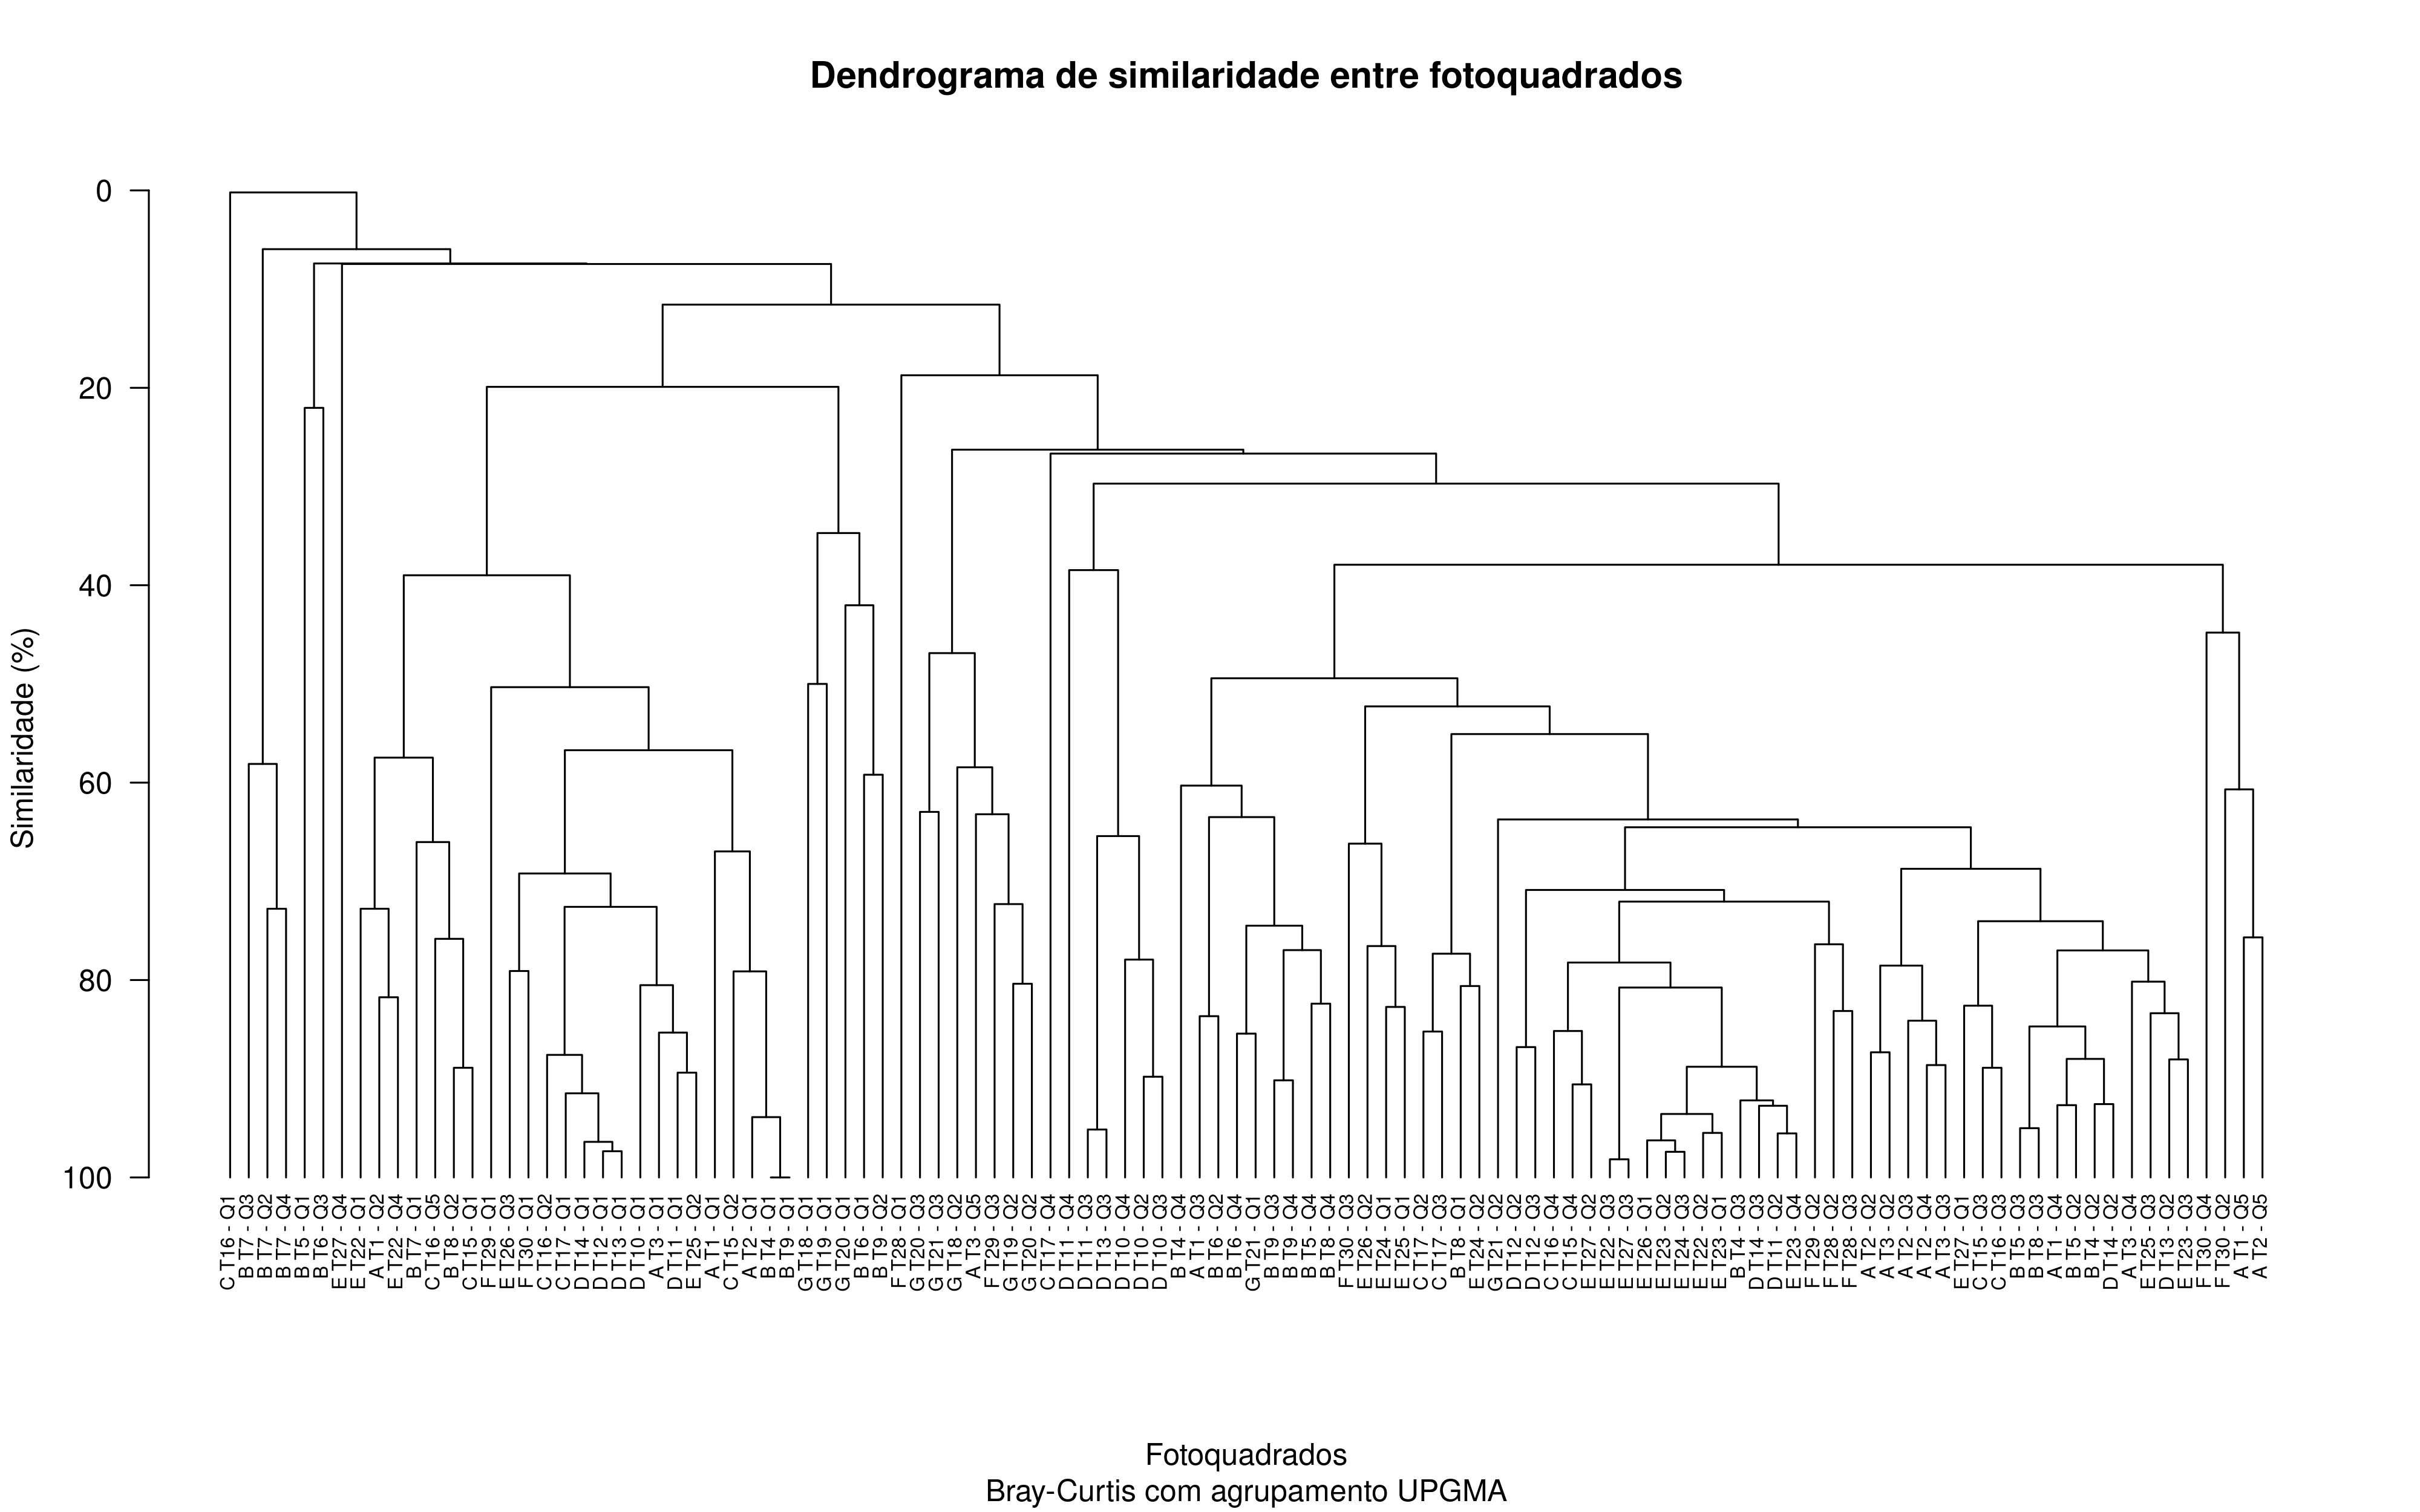 Dendrograma de similaridade entre fotoquadrados
Similaridade (%)
0
20
40
60
80
100
C T16 - Q1
B T7 - Q3
B T7 - Q2
B T7 - Q4
B T5 - Q1
B T6 - Q3
E T27 - Q4
E T22 - Q1
A T1 - Q2
E T22 - Q4
B T7 - Q1
C T16 - Q5
B T8 - Q2
C T15 - Q1
F T29 - Q1
E T26 - Q3
F T30 - Q1
C T16 - Q2
C T17 - Q1
D T14 - Q1
D T12 - Q1
D T13 - Q1
D T10 - Q1
A T3 - Q1
D T11 - Q1
E T25 - Q2
A T1 - Q1
C T15 - Q2
A T2 - Q1
B T4 - Q1
B T9 - Q1
G T18 - Q1
G T19 - Q1
G T20 - Q1
B T6 - Q1
B T9 - Q2
F T28 - Q1
G T20 - Q3
G T21 - Q3
G T18 - Q2
A T3 - Q5
F T29 - Q3
G T19 - Q2
G T20 - Q2
C T17 - Q4
D T11 - Q4
D T11 - Q3
D T13 - Q3
D T10 - Q4
D T10 - Q2
D T10 - Q3
B T4 - Q4
A T1 - Q3
B T6 - Q2
B T6 - Q4
G T21 - Q1
B T9 - Q3
B T9 - Q4
B T5 - Q4
B T8 - Q4
F T30 - Q3
E T26 - Q2
E T24 - Q1
E T25 - Q1
C T17 - Q2
C T17 - Q3
B T8 - Q1
E T24 - Q2
G T21 - Q2
D T12 - Q2
D T12 - Q3
C T16 - Q4
C T15 - Q4
E T27 - Q2
E T22 - Q3
E T27 - Q3
E T26 - Q1
E T23 - Q2
E T24 - Q3
E T22 - Q2
E T23 - Q1
B T4 - Q3
D T14 - Q3
D T11 - Q2
E T23 - Q4
F T29 - Q2
F T28 - Q2
F T28 - Q3
A T2 - Q2
A T3 - Q2
A T2 - Q3
A T2 - Q4
A T3 - Q3
E T27 - Q1
C T15 - Q3
C T16 - Q3
B T5 - Q3
B T8 - Q3
A T1 - Q4
B T5 - Q2
B T4 - Q2
D T14 - Q2
A T3 - Q4
E T25 - Q3
D T13 - Q2
E T23 - Q3
F T30 - Q4
F T30 - Q2
A T1 - Q5
A T2 - Q5
Fotoquadrados
Bray-Curtis com agrupamento UPGMA